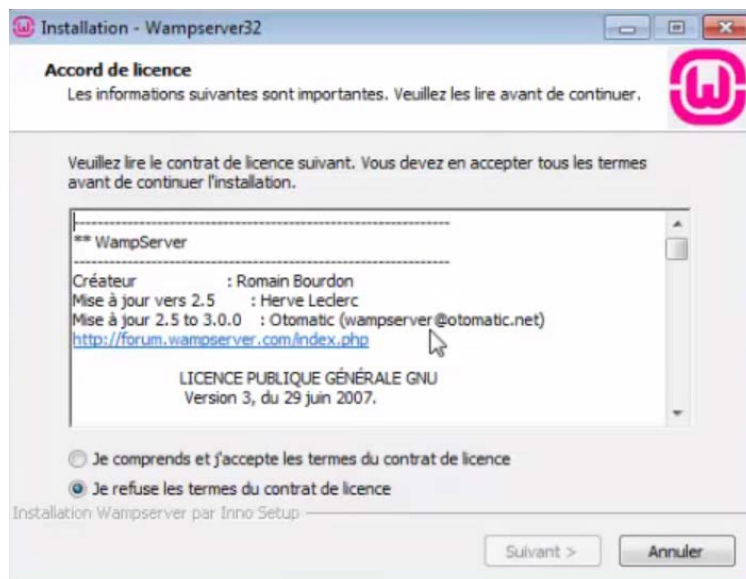 Installation - Wampserver32
Accord de licence
Les informations suivantes sont importantes. Veuillez les lire avant de continuer.
Veuillez lire le contrat de licence suivant. Vous devez en accepter tous les termes
avant de continuer l'installation.
----------------------------------------------------------------------
** WampServer
----------------------------------------------------------------------
Créateur : Romain Bourdon
Mise à jour vers 2.5 : Herve Leclerc
Mise à jour 2.5 to 3.0.0 : Otomatic (wampserver@otomatic.net)
http://forum.wampserver.com/index.php
LICENCE PUBLIQUE GÉNÉRALE GNU
Version 3, du 29 juin 2007.
Je comprends et j'accepte les termes du contrat de licence
Je refuse les termes du contrat de licence
Installation Wampserver par Inno Setup
Suivant > Annuler